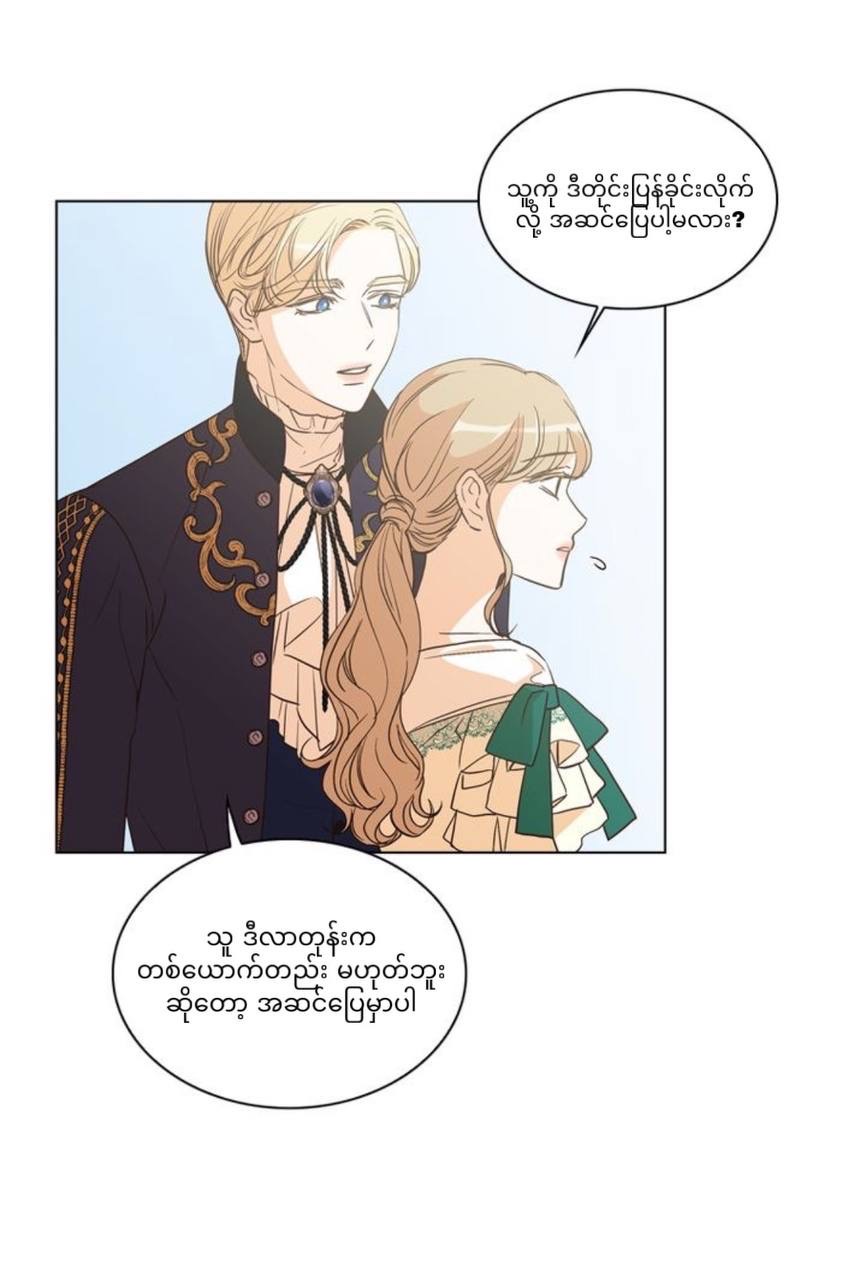 သူ့ကို ဒီတိုင်းပြန်ခိုင်းလိုက်
လို့ အဆင်ပြေပါ့မလား?
သူ ဒီလာတုန်းက
တစ်ယောက်တည်း မဟုတ်ဘူး
ဆိုတော့ အဆင်ပြေမှာပါ